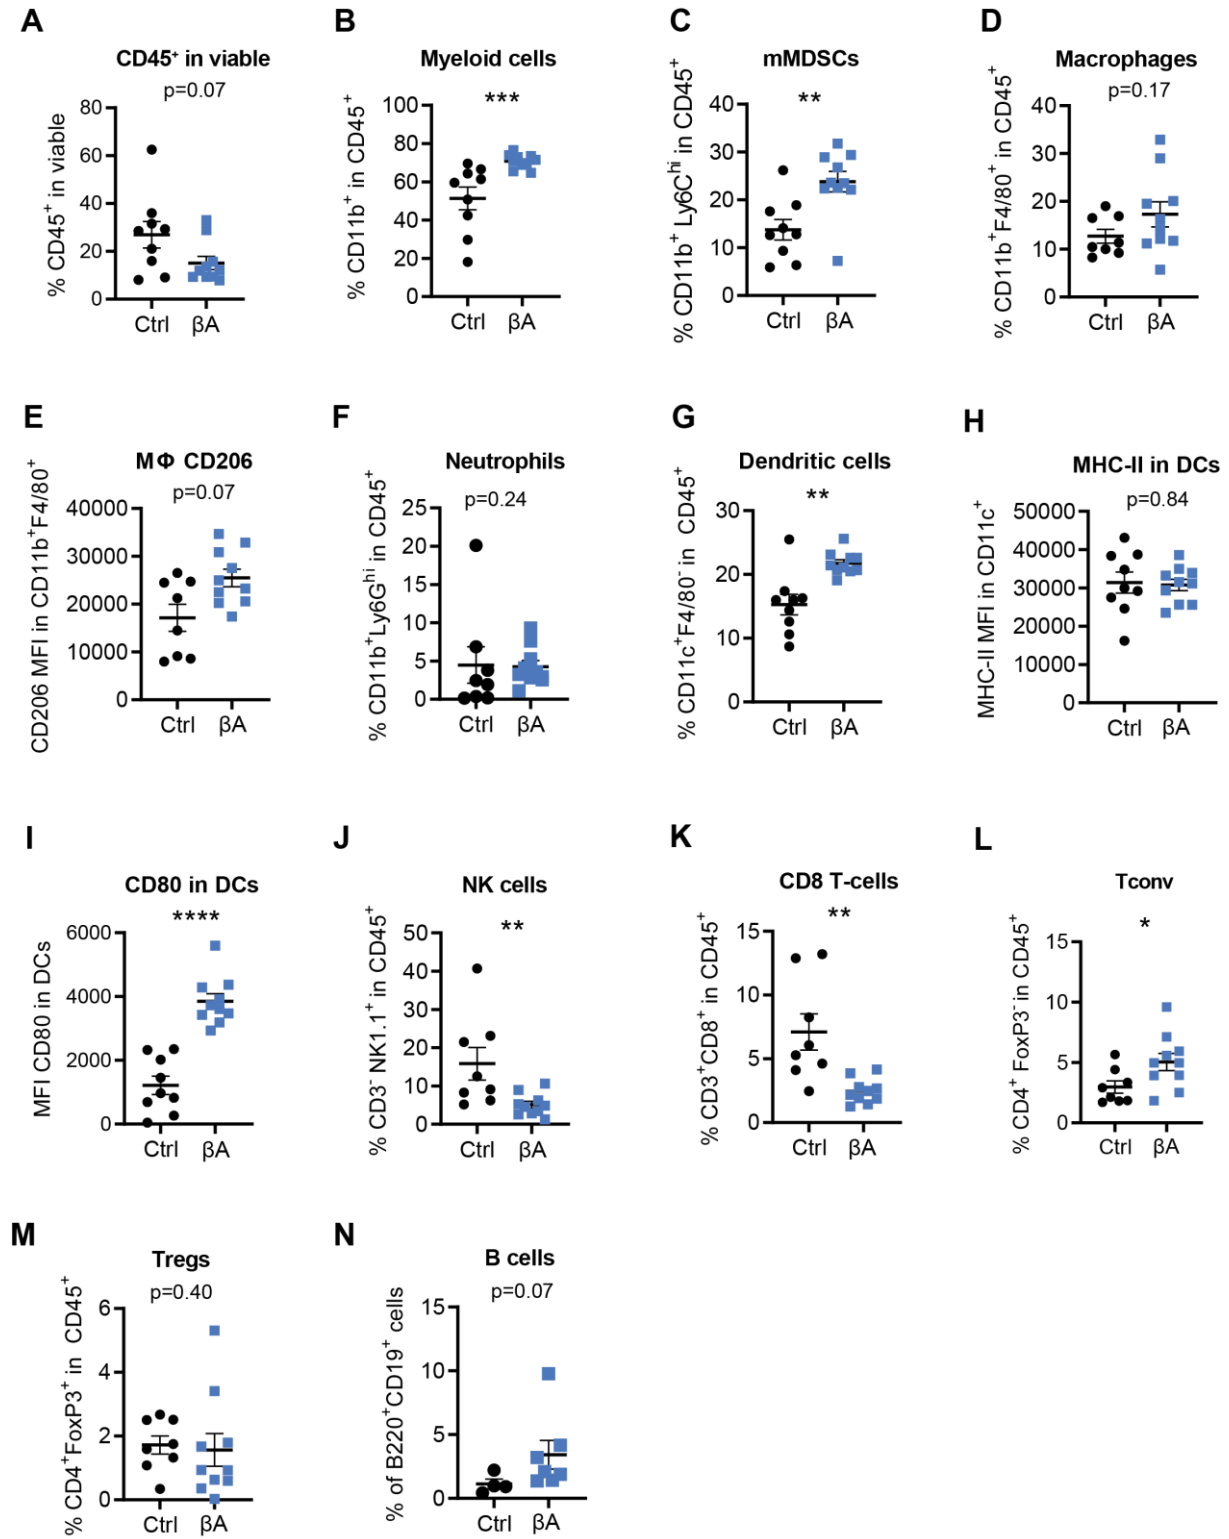 A
CD45⁺ in viable
p=0.07
% CD45⁺ in viable
80
60
40
20
0
Ctrl βA
B
Myeloid cells
***
% CD11b⁺ in CD45⁺
100
80
60
40
20
0
Ctrl βA
C
mMDSCs
**
% CD11b⁺ Ly6Cʰⁱ in CD45⁺
40
30
20
10
0
Ctrl βA
D
Macrophages
p=0.17
% CD11b⁺F4/80⁺ in CD45⁺
40
30
20
10
0
Ctrl βA
E
MΦ CD206
p=0.07
CD206 MFI in CD11b⁺F4/80⁺
40000
30000
20000
10000
0
Ctrl βA
F
Neutrophils
p=0.24
% CD11b⁺Ly6Gʰⁱ in CD45⁺
25
20
15
10
5
0
Ctrl βA
G
Dendritic cells
**
% CD11c⁺F4/80⁻ in CD45⁺
30
20
10
0
Ctrl βA
H
MHC-II in DCs
p=0.84
MHC-II MFI in CD11c⁺
50000
40000
30000
20000
10000
0
Ctrl βA
I
CD80 in DCs
****
MFI CD80 in DCs
6000
4000
2000
0
Ctrl βA
J
NK cells
**
% CD3⁻ NK1.1⁺ in CD45⁺
50
40
30
20
10
0
Ctrl βA
K
CD8 T-cells
**
% CD3⁺CD8⁺ in CD45⁺
15
10
5
0
Ctrl βA
L
Tconv
*
% CD4⁺ FoxP3⁻ in CD45⁺
15
10
5
0
Ctrl βA
M
Tregs
p=0.40
% CD4⁺FoxP3⁺ in CD45⁺
6
4
2
0
Ctrl βA
N
B cells
p=0.07
% of B220⁺CD19⁺ cells
15
10
5
0
Ctrl βA